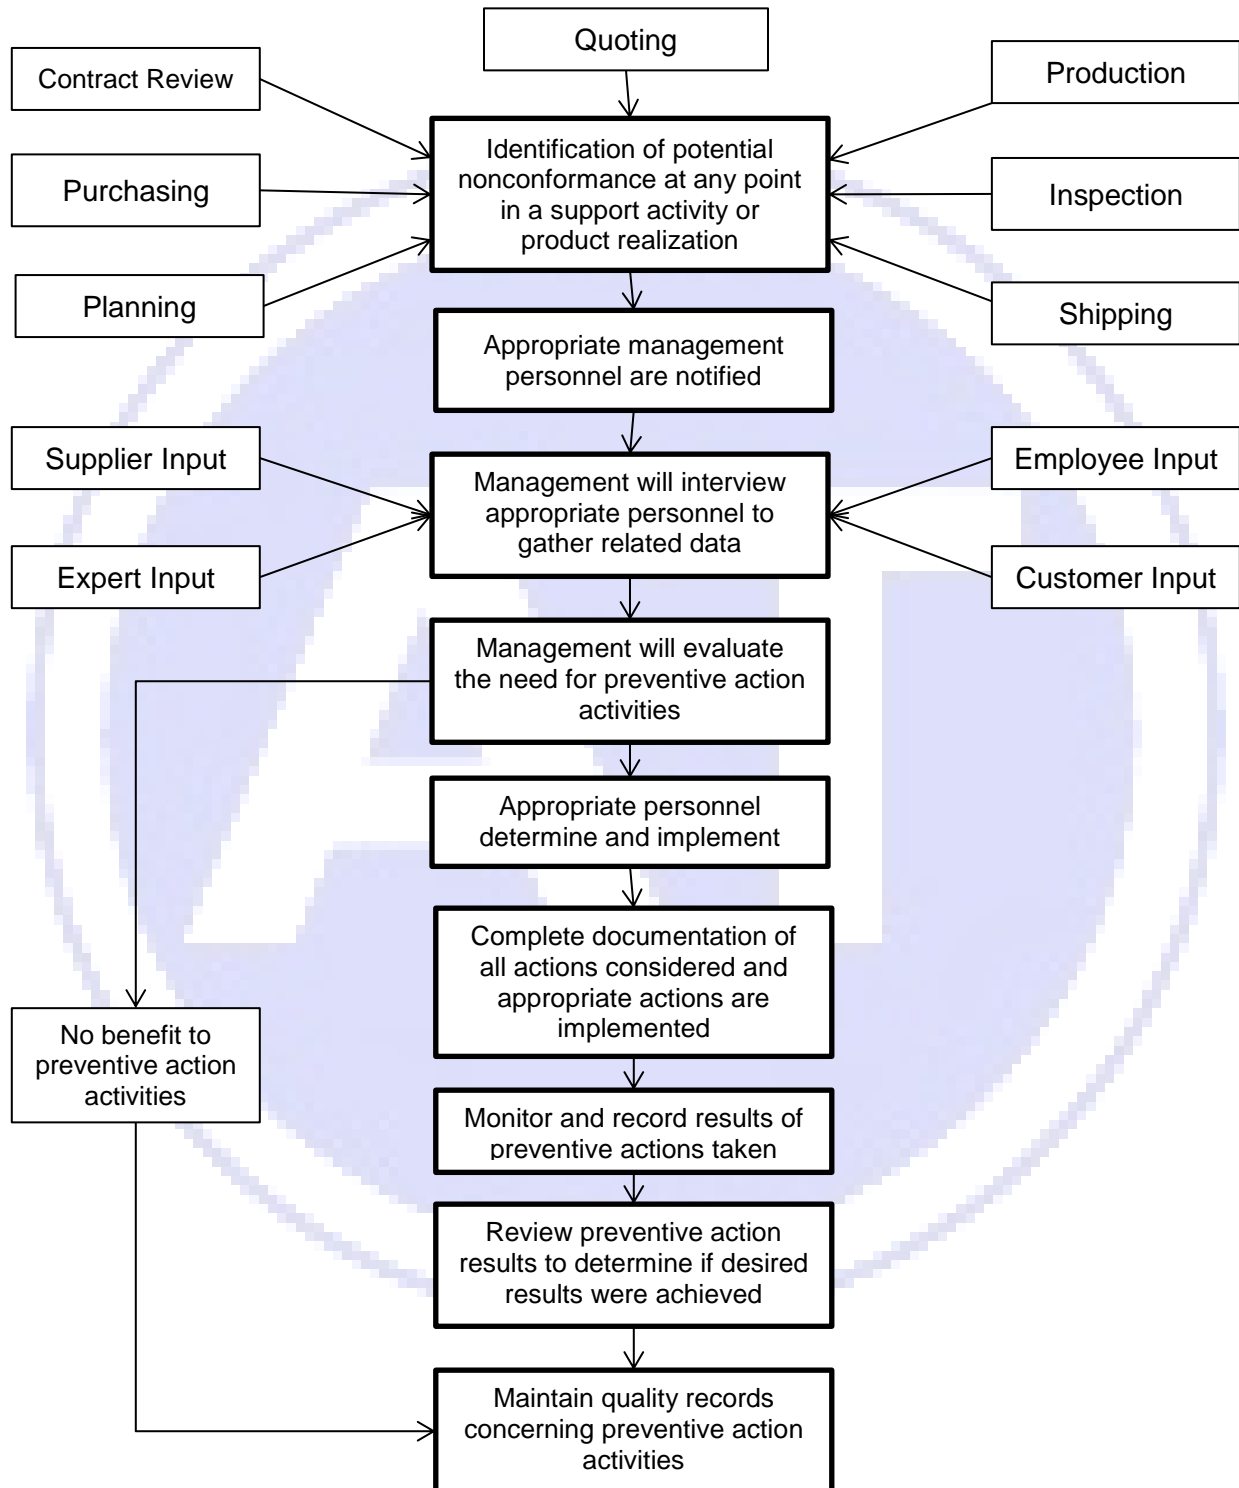 Quoting
Contract Review
Production
Identification of potential
nonconformance at any point
in a support activity or
product realization
Purchasing
Inspection
Planning
Shipping
Appropriate management
personnel are notified
Supplier Input
Employee Input
Management will interview
appropriate personnel to
gather related data
Expert Input
Customer Input
Management will evaluate
the need for preventive action
activities
Appropriate personnel
determine and implement
Complete documentation of
all actions considered and
appropriate actions are
implemented
No benefit to
preventive action
activities
Monitor and record results of
preventive actions taken
Review preventive action
results to determine if desired
results were achieved
Maintain quality records
concerning preventive action
activities